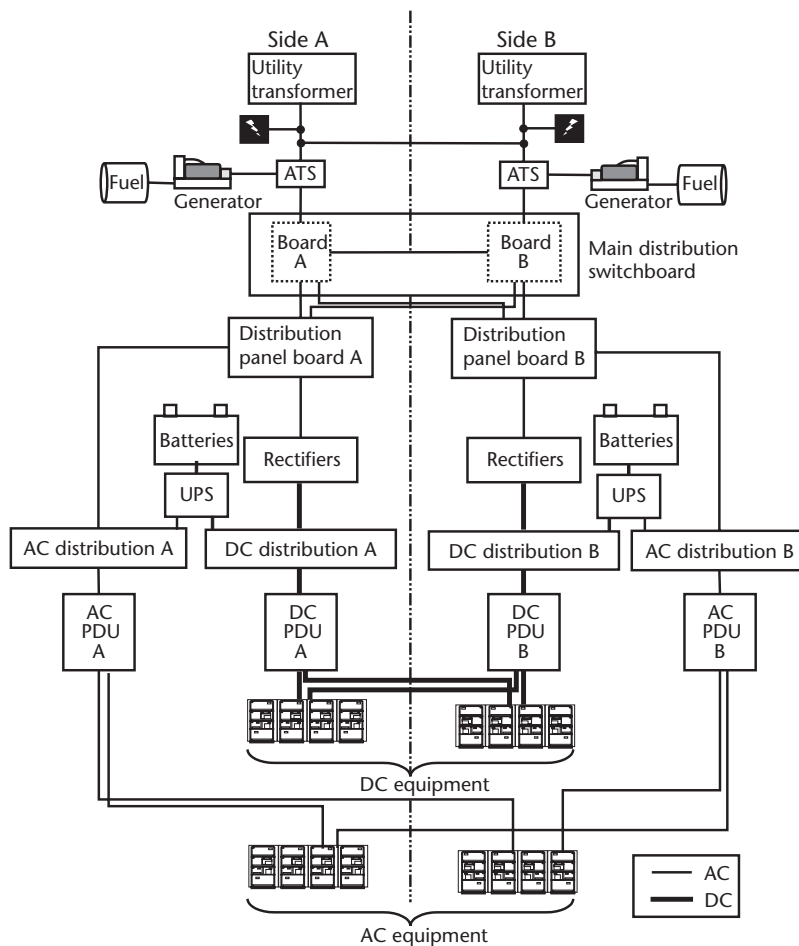 Side A
Side B
Utility
transformer
Utility
transformer
ATS
ATS
Fuel
Generator
Generator
Fuel
Board
A
Board
B
Main distribution
switchboard
Distribution
panel board A
Distribution
panel board B
Batteries
Rectifiers
Rectifiers
Batteries
UPS
UPS
AC distribution A
DC distribution A
DC distribution B
AC distribution B
AC
PDU
A
DC
PDU
A
DC
PDU
B
AC
PDU
B
DC equipment
AC
DC
AC equipment